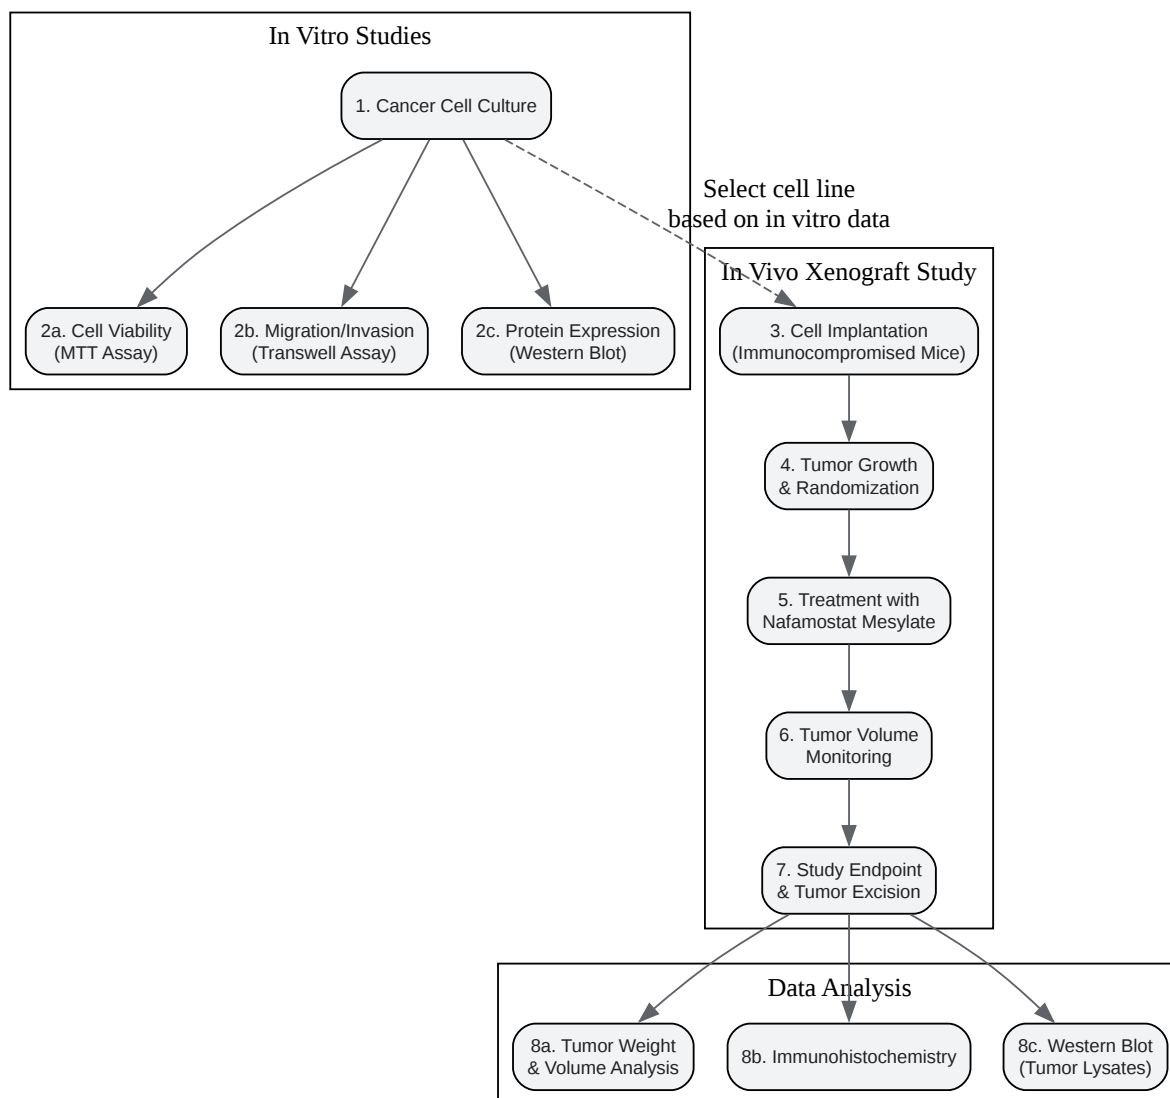 In Vitro Studies
1. Cancer Cell Culture
Select cell line
based on in vitro data
2a. Cell Viability
(MTT Assay)
2b. Migration/Invasion
(Transwell Assay)
2c. Protein Expression
(Western Blot)
In Vivo Xenograft Study
3. Cell Implantation
(Immunocompromised Mice)
4. Tumor Growth
& Randomization
5. Treatment with
Nafamostat Mesylate
6. Tumor Volume
Monitoring
7. Study Endpoint
& Tumor Excision
Data Analysis
8a. Tumor Weight
& Volume Analysis
8b. Immunohistochemistry
8c. Western Blot
(Tumor Lysates)